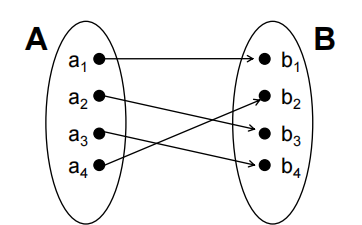 A B
a₁ b₁
a₂ b₂
a₃ b₃
a₄ b₄